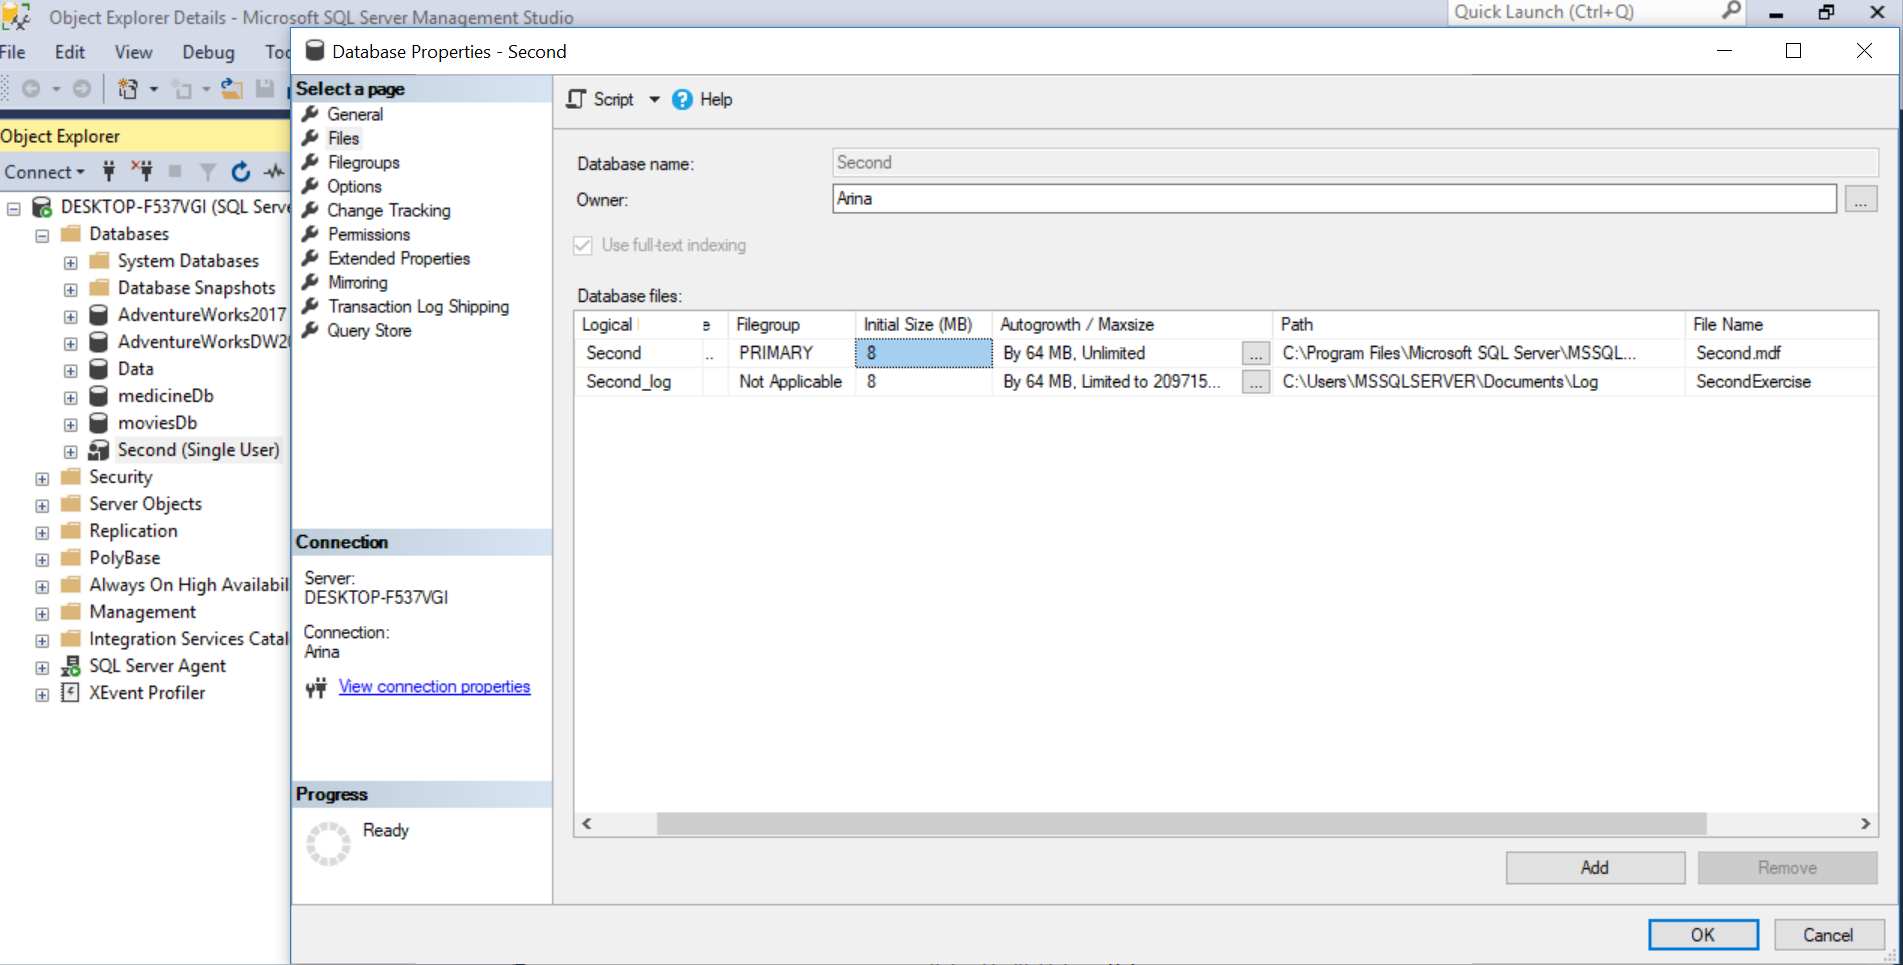 Object Explorer Details - Microsoft SQL Server Management Studio
Quick Launch (Ctrl+Q)
File Edit View Debug
Database Properties - Second
Object Explorer
Connect
DESKTOP-F537VGI (SQL Serve
Databases
System Databases
Database Snapshots
AdventureWorks2017
AdventureWorksDW20
Data
medicineDb
moviesDb
Second (Single User)
Security
Server Objects
Replication
PolyBase
Always On High Availabil
Management
Integration Services Catal
SQL Server Agent
XEvent Profiler
Select a page
General
Files
Filegroups
Options
Change Tracking
Permissions
Extended Properties
Mirroring
Transaction Log Shipping
Query Store
Connection
Server:
DESKTOP-F537VGI
Connection:
Arina
View connection properties
Progress
Ready
Script Help
Database name: Second
Owner: Arina ...
Use full-text indexing
Database files:
Logical e Filegroup Initial Size (MB) Autogrowth / Maxsize Path File Name
Second .. PRIMARY 8 By 64 MB, Unlimited ... C:\Program Files\Microsoft SQL Server\MSSQL... Second.mdf
Second_log Not Applicable 8 By 64 MB, Limited to 209715... ... C:\Users\MSSQLSERVER\Documents\Log SecondExercise
Add Remove
OK Cancel